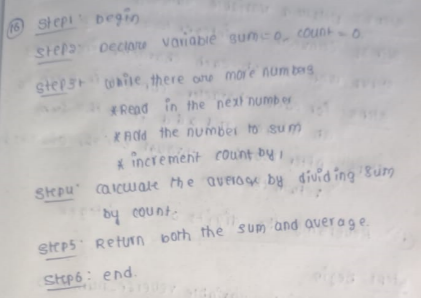 16) Step1: begin
Step2: Declare variable sum=0, count=0
Step3: while, there are more numbers
* Read in the next number
* Add the number to sum
* increment count by 1
Step4: calculate the average by dividing sum
by count.
Step5: Return both the sum and average
Step6: end.